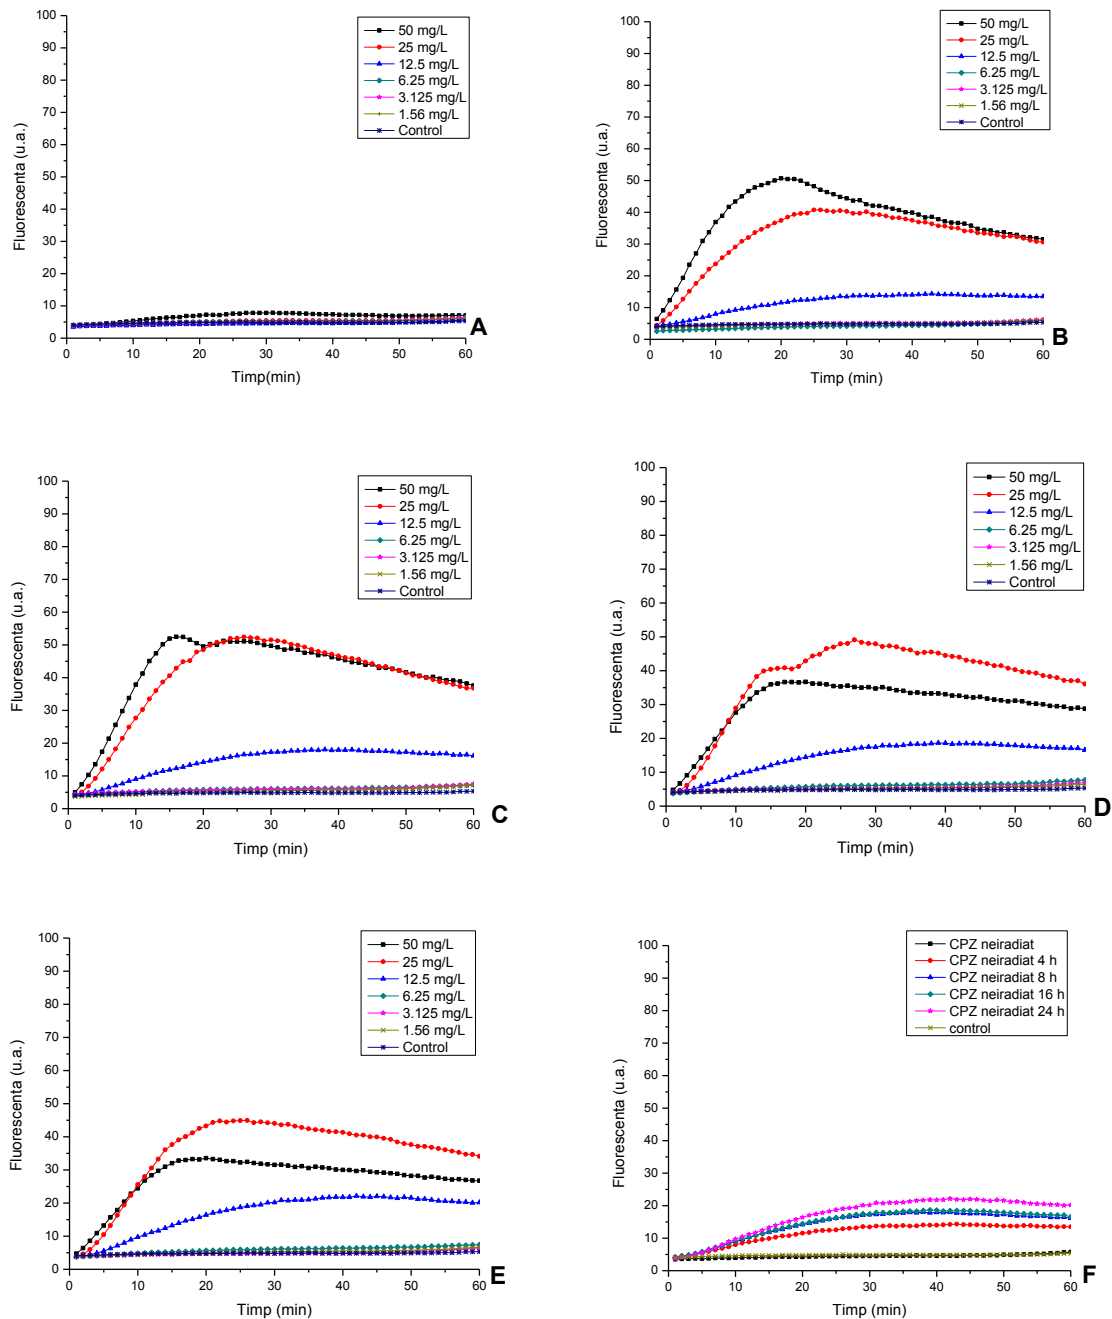 100
90
80
70
60
50
40
30
20
10
0
Fluorescenta (u.a.)
50 mg/L
25 mg/L
12.5 mg/L
6.25 mg/L
3.125 mg/L
1.56 mg/L
Control
0 10 20 30 40 50 60
Timp(min)
A
100
90
80
70
60
50
40
30
20
10
0
Fluorescenta (u.a.)
50 mg/L
25 mg/L
12.5 mg/L
6.25 mg/L
3.125 mg/L
1.56 mg/L
Control
0 10 20 30 40 50 60
Timp (min)
B
100
90
80
70
60
50
40
30
20
10
0
Fluorescenta (u.a.)
50 mg/L
25 mg/L
12.5 mg/L
6.25 mg/L
3.125 mg/L
1.56 mg/L
Control
0 10 20 30 40 50 60
Timp (min)
C
100
90
80
70
60
50
40
30
20
10
0
Fluorescenta (u.a.)
50 mg/L
25 mg/L
12.5 mg/L
6.25 mg/L
3.125 mg/L
1.56 mg/L
Control
0 10 20 30 40 50 60
Timp (min)
D
100
90
80
70
60
50
40
30
20
10
0
Fluorescenta (u.a.)
50 mg/L
25 mg/L
12.5 mg/L
6.25 mg/L
3.125 mg/L
1.56 mg/L
Control
0 10 20 30 40 50 60
Timp (min)
E
100
90
80
70
60
50
40
30
20
10
0
Fluorescenta (u.a.)
CPZ neiradiat
CPZ neiradiat 4 h
CPZ neiradiat 8 h
CPZ neiradiat 16 h
CPZ neiradiat 24 h
control
0 10 20 30 40 50 60
Timp (min)
F